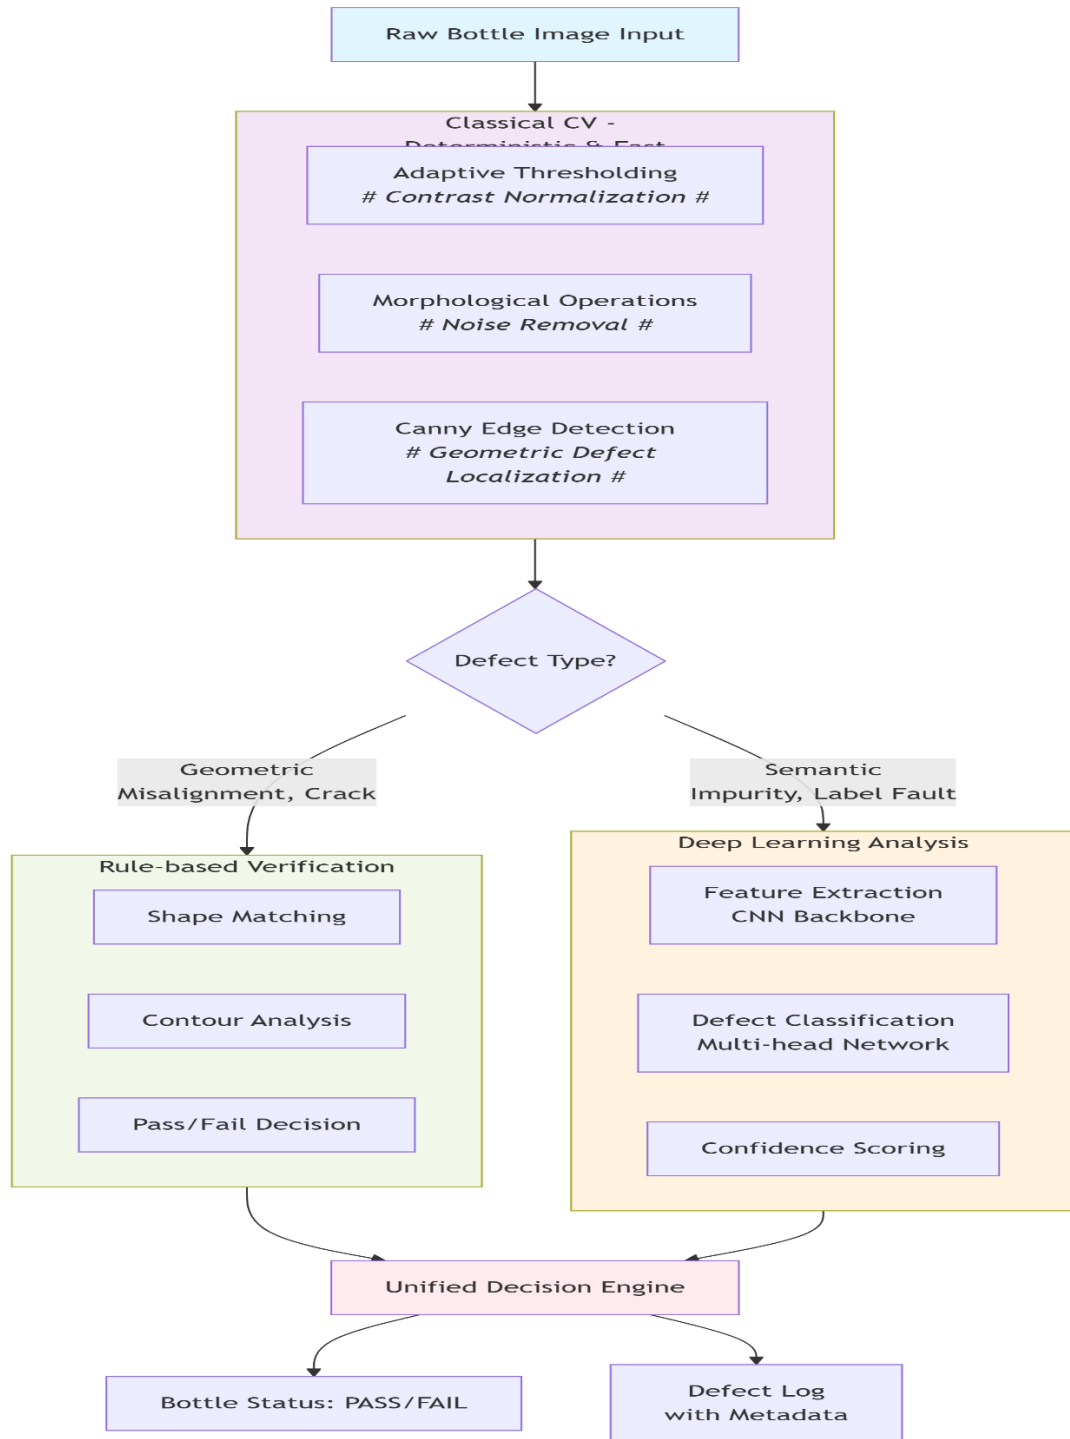 Raw Bottle Image Input
Classical CV -
Deterministic & Fast
Adaptive Thresholding
# Contrast Normalization #
Morphological Operations
# Noise Removal #
Canny Edge Detection
# Geometric Defect
Localization #
Defect Type?
Geometric
Misalignment, Crack
Semantic
Impurity, Label Fault
Rule-based Verification
Shape Matching
Contour Analysis
Pass/Fail Decision
Deep Learning Analysis
Feature Extraction
CNN Backbone
Defect Classification
Multi-head Network
Confidence Scoring
Unified Decision Engine
Bottle Status: PASS/FAIL
Defect Log
with Metadata